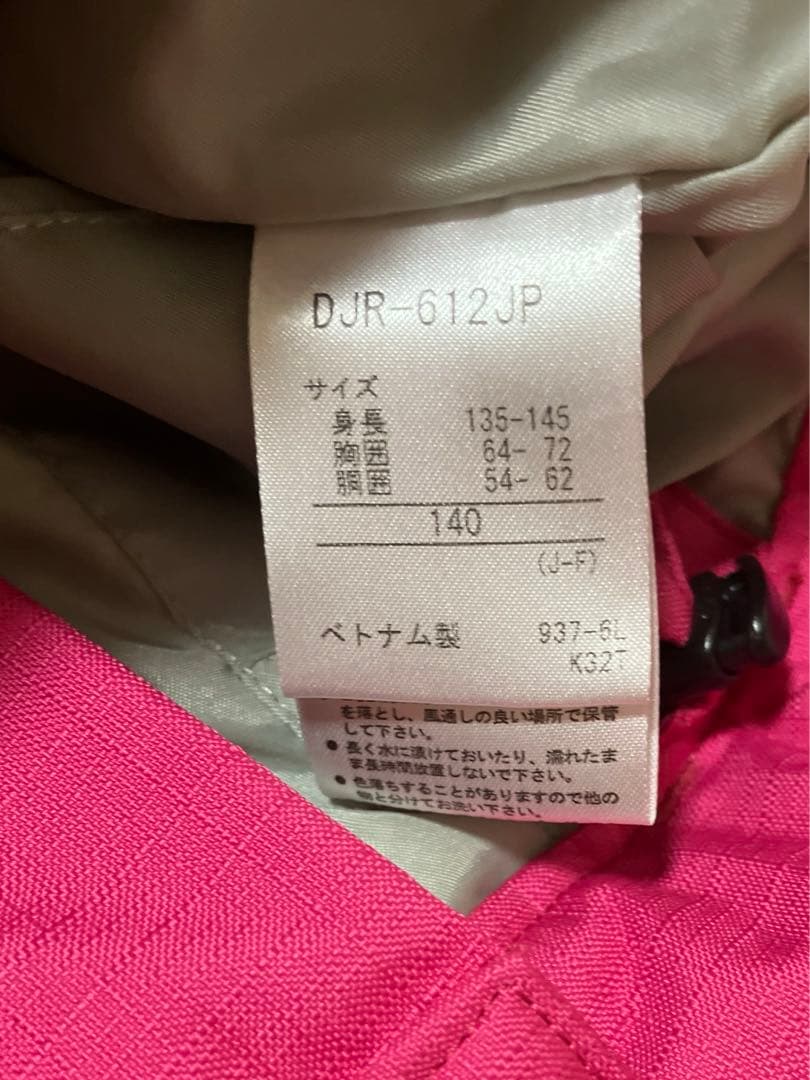 DJR-612JP
サイズ
身長 135-145
胸囲 64- 72
胴囲 54- 62
140
(J-F)
ベトナム製 937-6L
K32T
を落とし、風通しの良い場所で保管
して下さい。
● 長く水に漬けておいたり、濡れたま
ま長時間放置しないで下さい。
● 色落ちすることがありますので他の
物と分けてお洗い下さい。